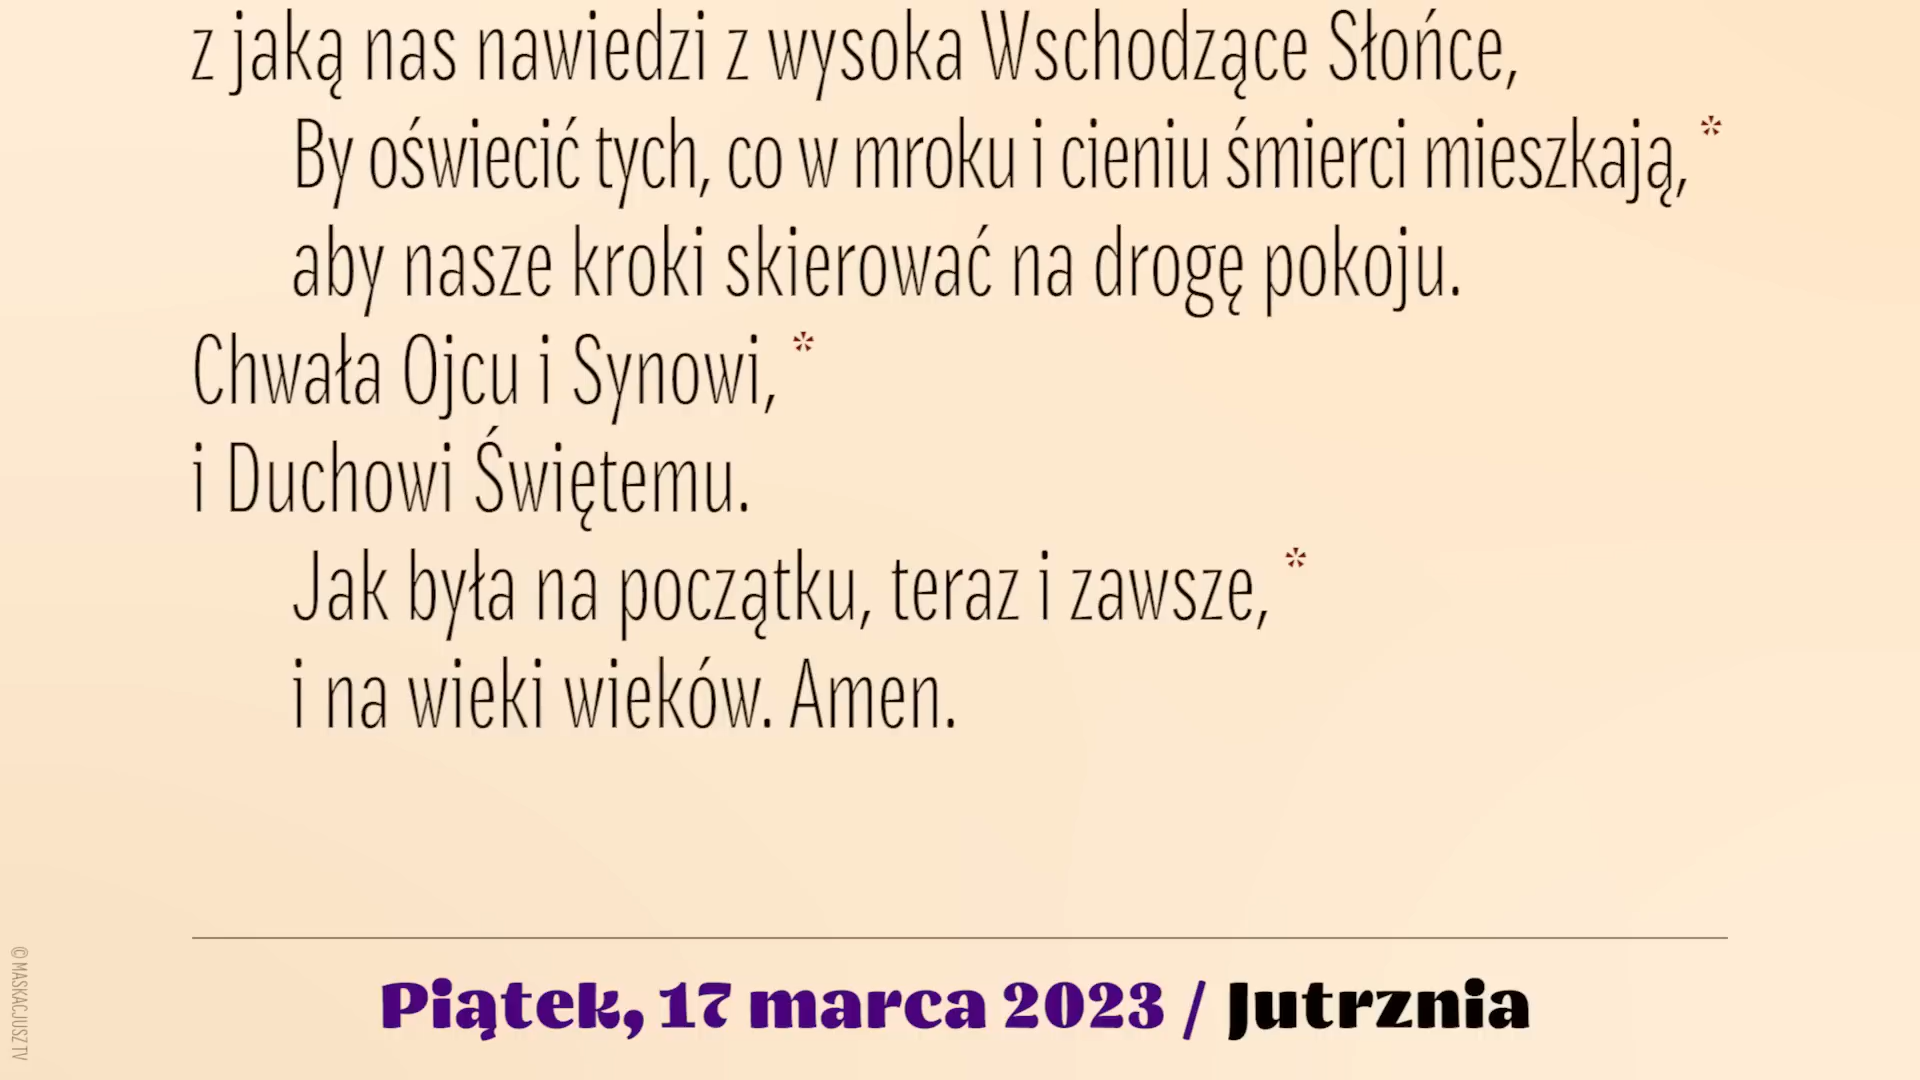 z jaką nas nawiedzi z wysoka Wschodzące Słońce,
By oświecić tych, co w mroku i cieniu śmierci mieszkają, *
aby nasze kroki skierować na drogę pokoju.
Chwała Ojcu i Synowi, *
i Duchowi Świętemu.
Jak była na początku, teraz i zawsze, *
i na wieki wieków. Amen.
Piątek, 17 marca 2023 / Jutrznia
© MASKACJUSZ TV